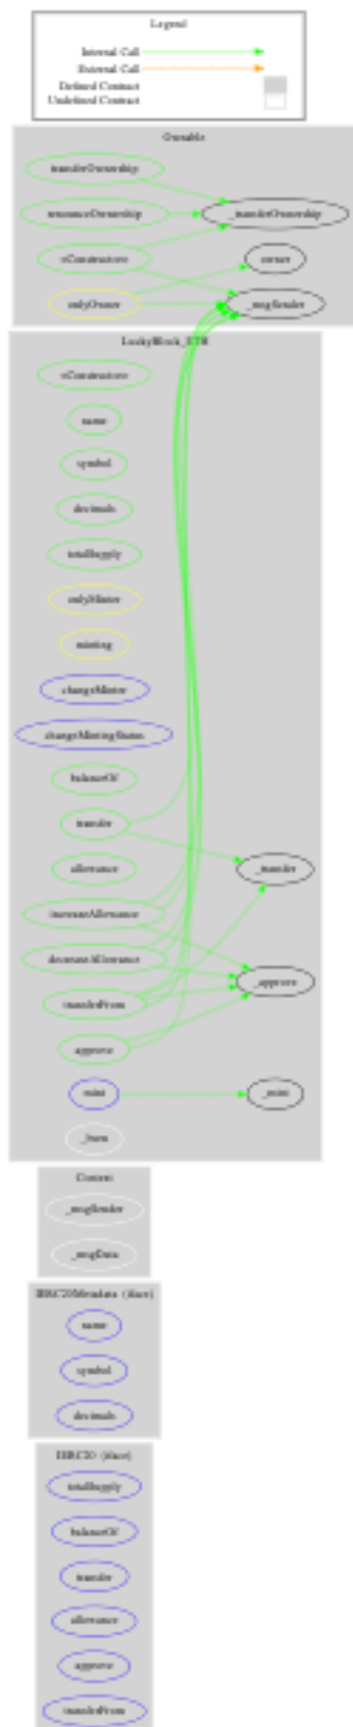 Legend
Internal Call
External Call
Defined Contract
Undefined Contract
Ownable
transferOwnership
renounceOwnership
_transferOwnership
<Constructor>
owner
onlyOwner
_msgSender
LuckyBlock_ETH
<Constructor>
name
symbol
decimals
totalSupply
onlyMinter
minting
changeMinter
changeMintingStatus
balanceOf
transfer
_transfer
allowance
increaseAllowance
decreaseAllowance
_approve
transferFrom
approve
mint
_mint
_burn
Context
_msgSender
_msgData
(iface)
name
symbol
decimals
(iface)
totalSupply
balanceOf
transfer
allowance
approve
transferFrom